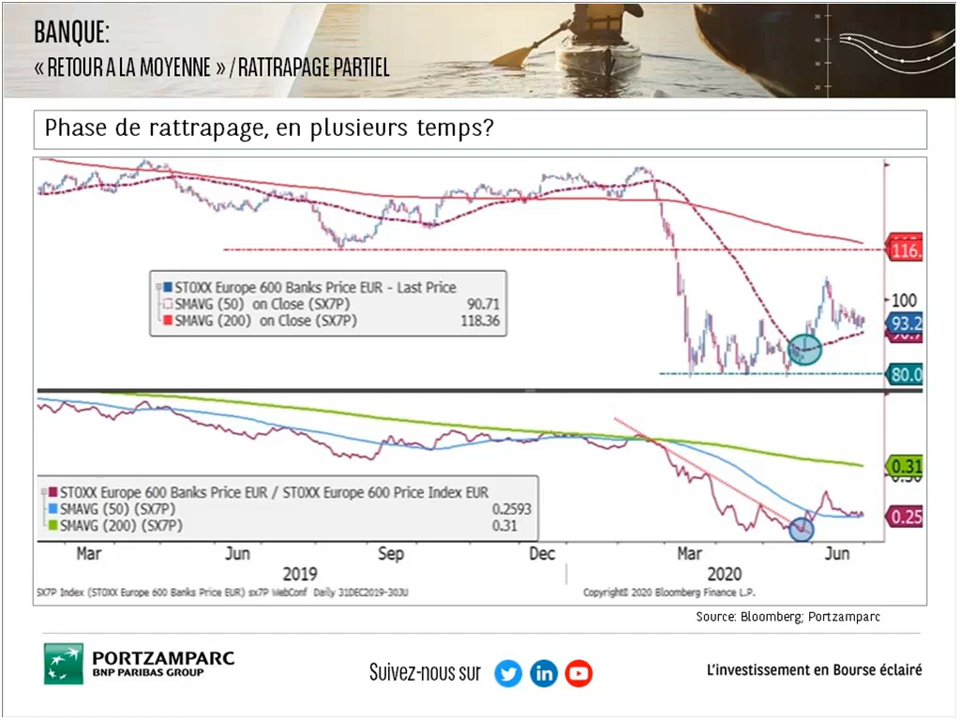 BANQUE:
« RETOUR A LA MOYENNE » / RATTRAPAGE PARTIEL
50
40
30
20
Phase de rattrapage, en plusieurs temps?
STOXX Europe 600 Banks Price EUR - Last Price
SMAVG (50) on Close (SX7P) 90.71
SMAVG (200) on Close (SX7P) 118.36
116.
100
93.2
80.0
STOXX Europe 600 Banks Price EUR / STOXX Europe 600 Price Index EUR
SMAVG (50) (SX7P) 0.2593
SMAVG (200) (SX7P) 0.31
0.31
0.25
Mar Jun Sep Dec Mar Jun
2019 2020
SX7P Index (STOXX Europe 600 Banks Price EUR) sx7P WebConf Daily 31DEC2019-30JU Copyright© 2020 Bloomberg Finance L.P.
Source: Bloomberg; Portzamparc
PORTZAMPARC
BNP PARIBAS GROUP
Suivez-nous sur
L'investissement en Bourse éclairé